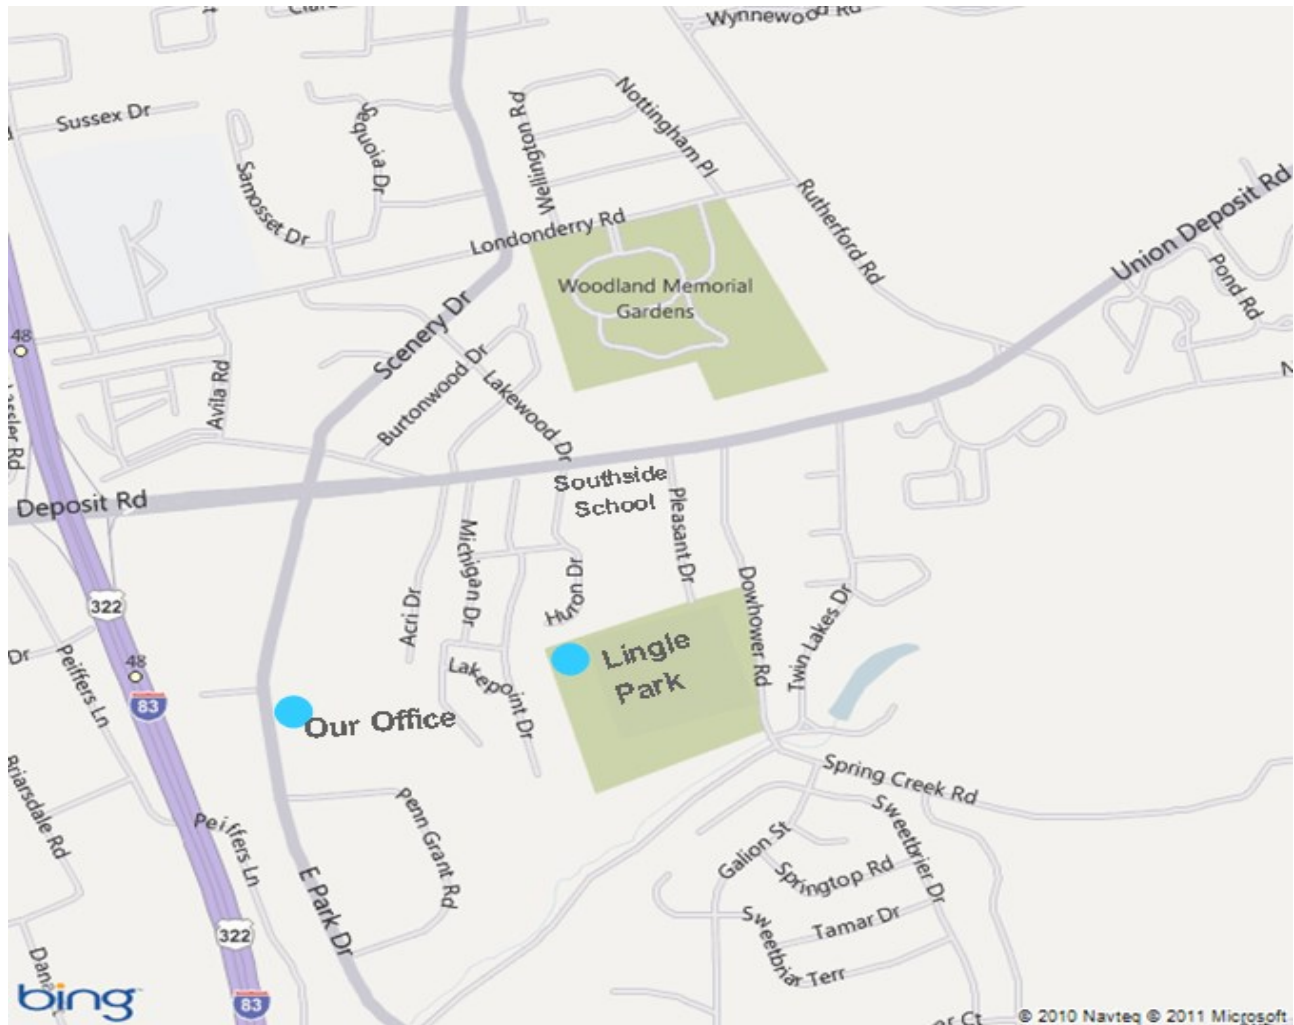 Wynnewood Rd
Sussex Dr
Sequoia Dr
Samosset Dr
Wellington Rd
Nottingham Pl
Londonderry Rd
Rutherford Rd
Union Deposit Rd
Pond Rd
Woodland Memorial
Gardens
Scenery Dr
48
Avila Rd
Burtonwood Dr
Lakewood Dr
Deposit Rd
Southside
School
Pleasant Dr
Michigan Dr
Huron Dr
Acri Dr
Dowhower Rd
Twin Lakes Dr
322
Dr
Peiffers Ln
48
83
Lakepoint Dr
Lingle
Park
Our Office
Spring Creek Rd
Briarsdale Rd
Peiffers Ln
Penn Grant Rd
E Park Dr
Galion St
Springtop Rd
Sweetbrier Dr
Tamar Dr
Sweetbriar Terr
322
83
bing
© 2010 Navteq © 2011 Microsoft